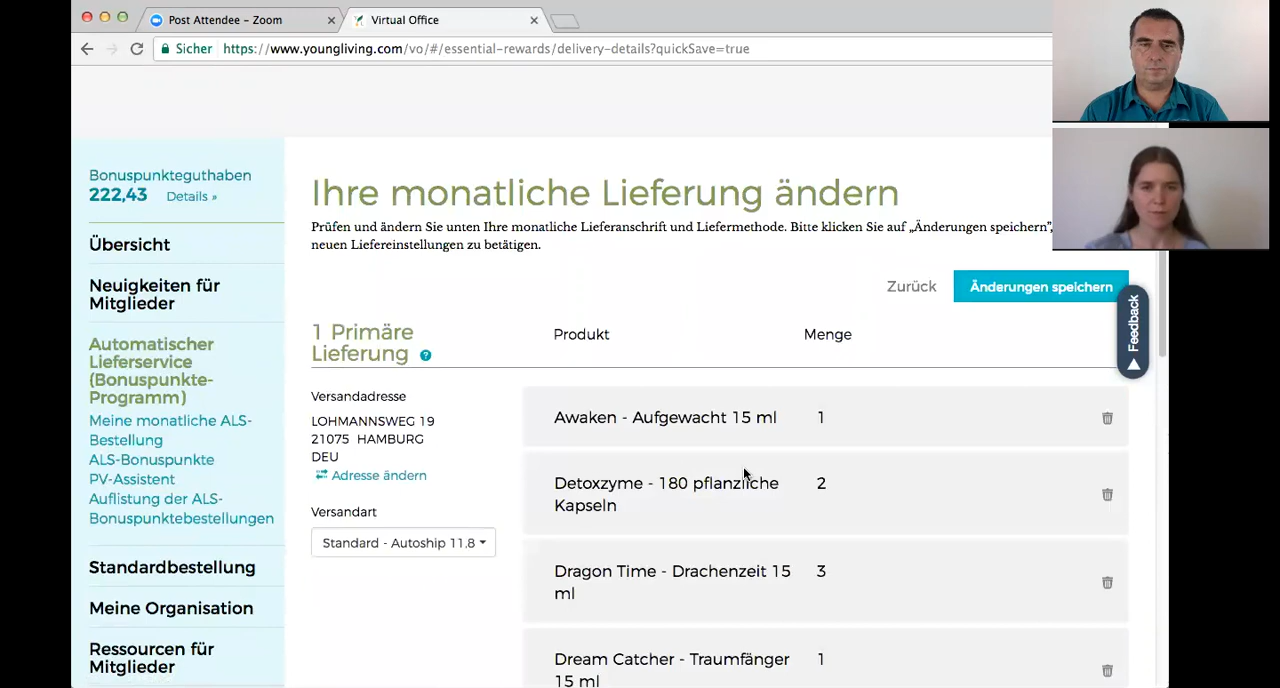 Post Attendee – Zoom
Virtual Office
Sicher https://www.youngliving.com/vo/#/essential-rewards/delivery-details?quickSave=true
Bonuspunkteguthaben
222,43 Details »
Übersicht
Neuigkeiten für
Mitglieder
Automatischer
Lieferservice
(Bonuspunkte-
Programm)
Meine monatliche ALS-
Bestellung
ALS-Bonuspunkte
PV-Assistent
Auflistung der ALS-
Bonuspunktebestellungen
Standardbestellung
Meine Organisation
Ressourcen für
Mitglieder
Ihre monatliche Lieferung ändern
Prüfen und ändern Sie unten Ihre monatliche Lieferanschrift und Liefermethode. Bitte klicken Sie auf „Änderungen speichern”,
neuen Liefereinstellungen zu betätigen.
Zurück
Änderungen speichern
Feedback
1 Primäre
Lieferung ?
Produkt
Menge
Versandadresse
LOHMANNSWEG 19
21075 HAMBURG
DEU
Adresse ändern
Versandart
Standard - Autoship 11.8
Awaken - Aufgewacht 15 ml 1
Detoxzyme - 180 pflanzliche 2
Kapseln
Dragon Time - Drachenzeit 15 3
ml
Dream Catcher - Traumfänger 1
15 ml